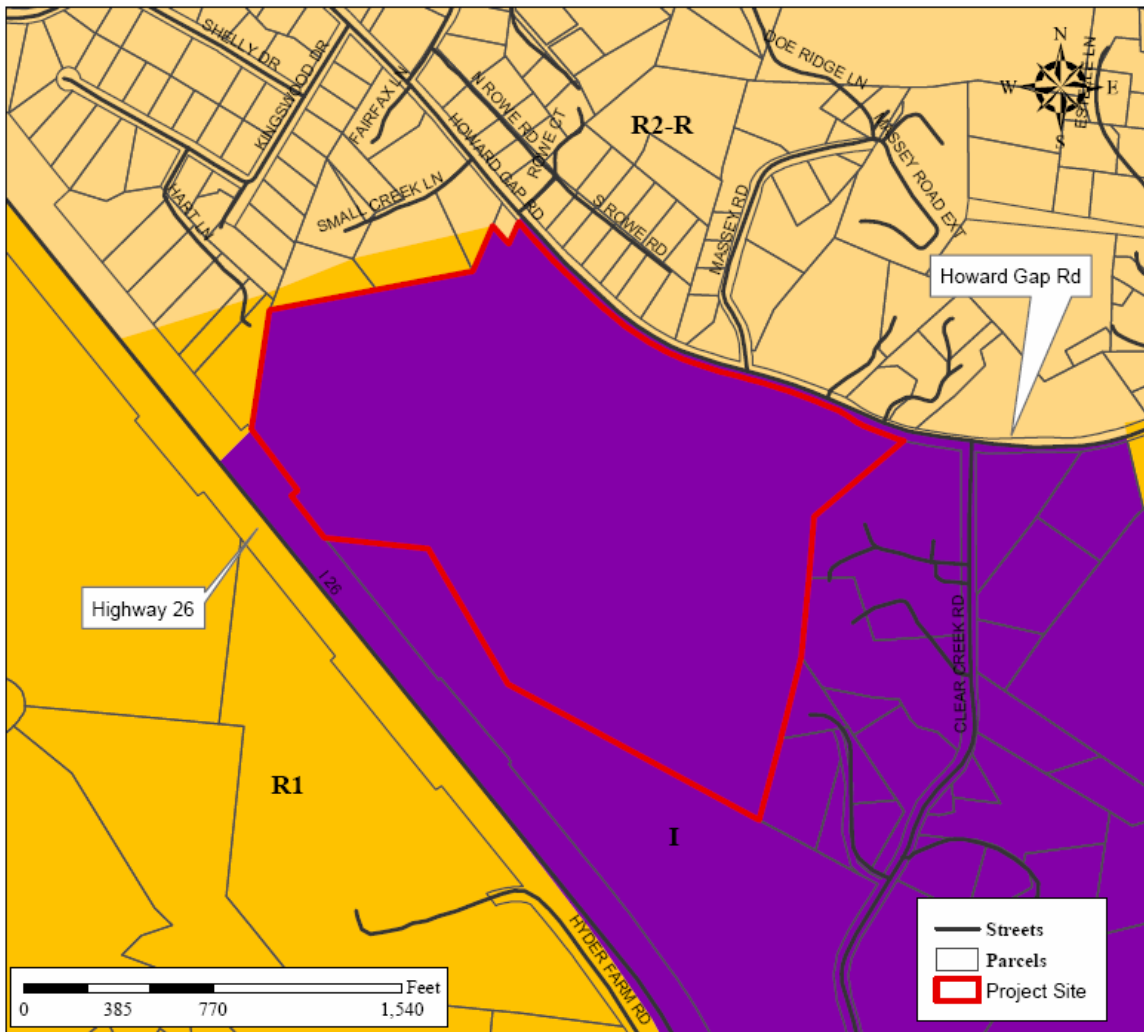 SHELLY DR
KINGSWOOD DR
FAIRFAX LN
N ROWE RD
ROWE CT
HOWARD GAP RD
R2-R
DOE RIDGE LN
MASSEY ROAD EXT
N
W E
S
HART LN
SMALL CREEK LN
S ROWE RD
MASSEY RD
Howard Gap Rd
Highway 26
I 26
CLEAR CREEK RD
R1
I
HYDER FARM RD
Streets
Parcels
Project Site
Feet
0 385 770 1,540